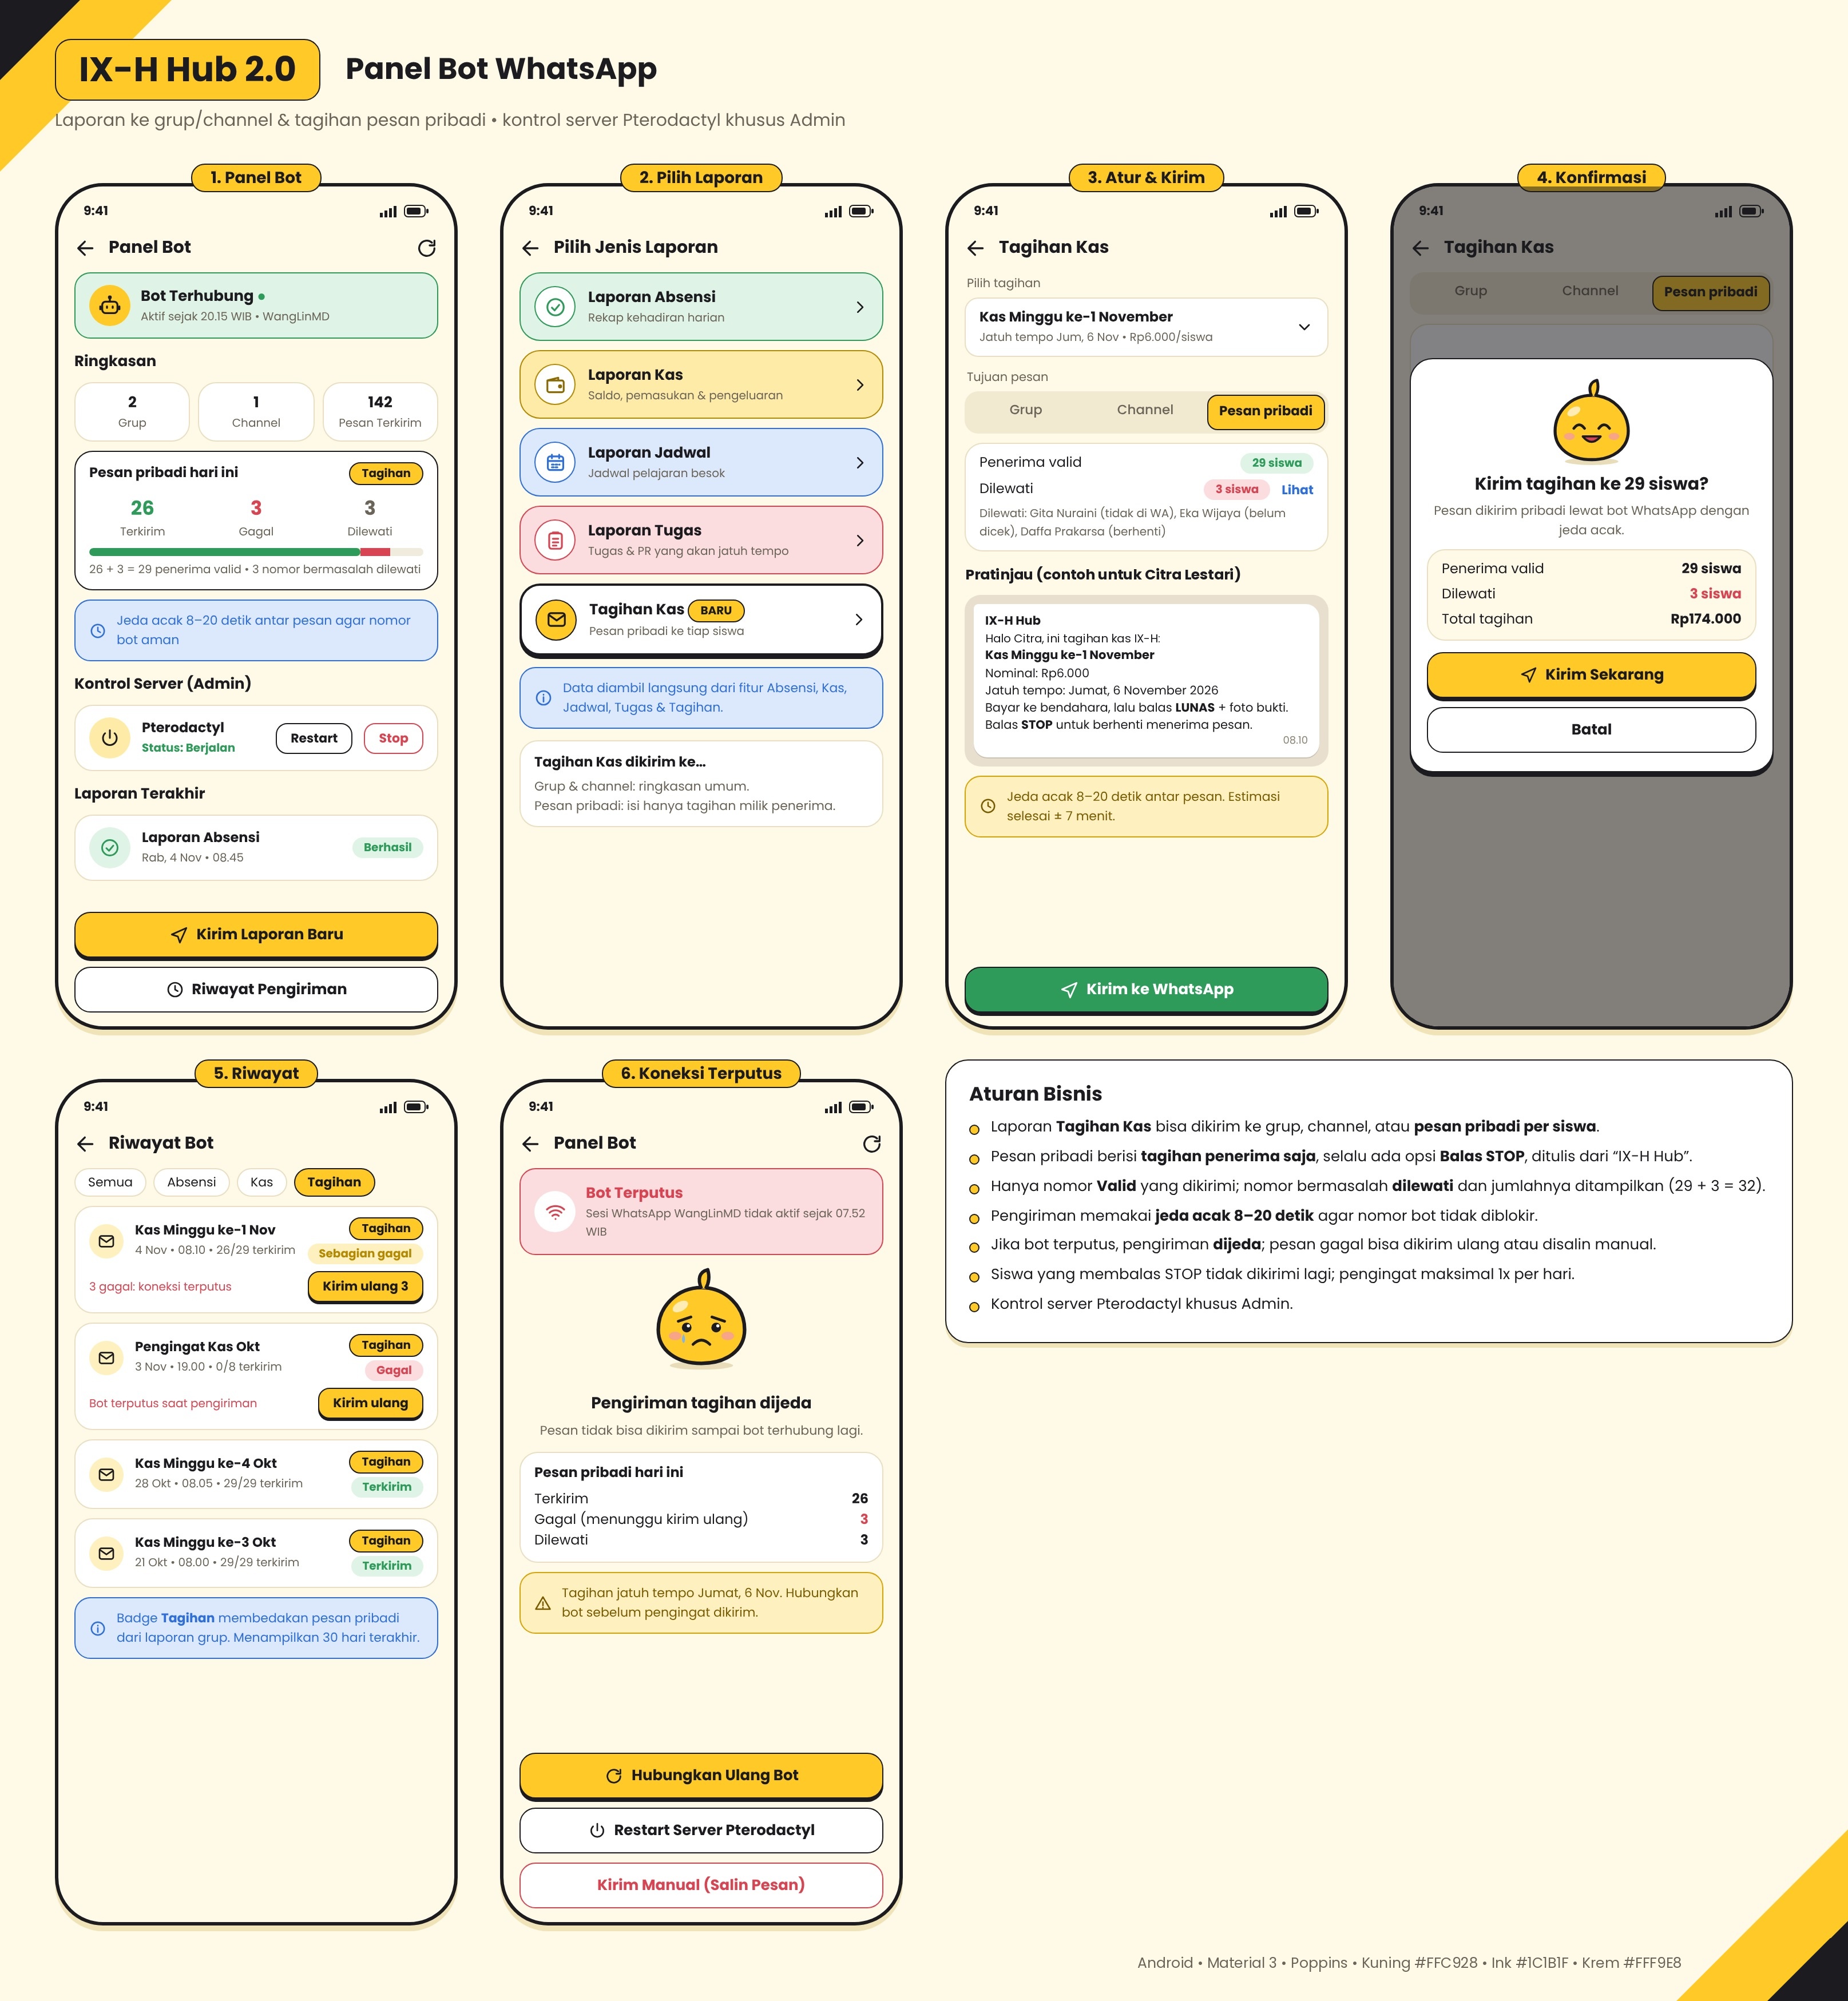 IX-H Hub 2.0
Panel Bot WhatsApp
Laporan ke grup/channel & tagihan pesan pribadi • kontrol server Pterodactyl khusus Admin
1. Panel Bot
9:41
Panel Bot
Bot Terhubung
Aktif sejak 20.15 WIB • WangLinMD
Ringkasan
2
Grup
1
Channel
142
Pesan Terkirim
Pesan pribadi hari ini
Tagihan
26
Terkirim
3
Gagal
3
Dilewati
26 + 3 = 29 penerima valid • 3 nomor bermasalah dilewati
Jeda acak 8–20 detik antar pesan agar nomor
bot aman
Kontrol Server (Admin)
Pterodactyl
Status: Berjalan
Restart
Stop
Laporan Terakhir
Laporan Absensi
Rab, 4 Nov • 08.45
Berhasil
Kirim Laporan Baru
Riwayat Pengiriman
2. Pilih Laporan
9:41
Pilih Jenis Laporan
Laporan Absensi
Rekap kehadiran harian
Laporan Kas
Saldo, pemasukan & pengeluaran
Laporan Jadwal
Jadwal pelajaran besok
Laporan Tugas
Tugas & PR yang akan jatuh tempo
Tagihan Kas BARU
Pesan pribadi ke tiap siswa
Data diambil langsung dari fitur Absensi, Kas,
Jadwal, Tugas & Tagihan.
Tagihan Kas dikirim ke...
Grup & channel: ringkasan umum.
Pesan pribadi: isi hanya tagihan milik penerima.
3. Atur & Kirim
9:41
Tagihan Kas
Pilih tagihan
Kas Minggu ke-1 November
Jatuh tempo Jum, 6 Nov • Rp6.000/siswa
Tujuan pesan
Grup
Channel
Pesan pribadi
Penerima valid
29 siswa
Dilewati
3 siswa
Lihat
Dilewati: Gita Nuraini (tidak di WA), Eka Wijaya (belum
dicek), Daffa Prakarsa (berhenti)
Pratinjau (contoh untuk Citra Lestari)
IX-H Hub
Halo Citra, ini tagihan kas IX-H:
Kas Minggu ke-1 November
Nominal: Rp6.000
Jatuh tempo: Jumat, 6 November 2026
Bayar ke bendahara, lalu balas LUNAS + foto bukti.
Balas STOP untuk berhenti menerima pesan.
08.10
Jeda acak 8–20 detik antar pesan. Estimasi
selesai ± 7 menit.
Kirim ke WhatsApp
4. Konfirmasi
9:41
Tagihan Kas
Grup
Channel
Pesan pribadi
Kirim tagihan ke 29 siswa?
Pesan dikirim pribadi lewat bot WhatsApp dengan
jeda acak.
Penerima valid
29 siswa
Dilewati
3 siswa
Total tagihan
Rp174.000
Kirim Sekarang
Batal
5. Riwayat
9:41
Riwayat Bot
Semua
Absensi
Kas
Tagihan
Kas Minggu ke-1 Nov
Tagihan
4 Nov • 08.10 • 26/29 terkirim
Sebagian gagal
3 gagal: koneksi terputus
Kirim ulang 3
Pengingat Kas Okt
Tagihan
3 Nov • 19.00 • 0/8 terkirim
Gagal
Bot terputus saat pengiriman
Kirim ulang
Kas Minggu ke-4 Okt
Tagihan
28 Okt • 08.05 • 29/29 terkirim
Terkirim
Kas Minggu ke-3 Okt
Tagihan
21 Okt • 08.00 • 29/29 terkirim
Terkirim
Badge Tagihan membedakan pesan pribadi
dari laporan grup. Menampilkan 30 hari terakhir.
6. Koneksi Terputus
9:41
Panel Bot
Bot Terputus
Sesi WhatsApp WangLinMD tidak aktif sejak 07.52
WIB
Pengiriman tagihan dijeda
Pesan tidak bisa dikirim sampai bot terhubung lagi.
Pesan pribadi hari ini
Terkirim
26
Gagal (menunggu kirim ulang)
3
Dilewati
3
Tagihan jatuh tempo Jumat, 6 Nov. Hubungkan
bot sebelum pengingat dikirim.
Hubungkan Ulang Bot
Restart Server Pterodactyl
Kirim Manual (Salin Pesan)
Aturan Bisnis
Laporan Tagihan Kas bisa dikirim ke grup, channel, atau pesan pribadi per siswa.
Pesan pribadi berisi tagihan penerima saja, selalu ada opsi Balas STOP, ditulis dari “IX-H Hub”.
Hanya nomor Valid yang dikirimi; nomor bermasalah dilewati dan jumlahnya ditampilkan (29 + 3 = 32).
Pengiriman memakai jeda acak 8–20 detik agar nomor bot tidak diblokir.
Jika bot terputus, pengiriman dijeda; pesan gagal bisa dikirim ulang atau disalin manual.
Siswa yang membalas STOP tidak dikirimi lagi; pengingat maksimal 1x per hari.
Kontrol server Pterodactyl khusus Admin.
Android • Material 3 • Poppins • Kuning #FFC928 • Ink #1C1B1F • Krem #FFF9E8